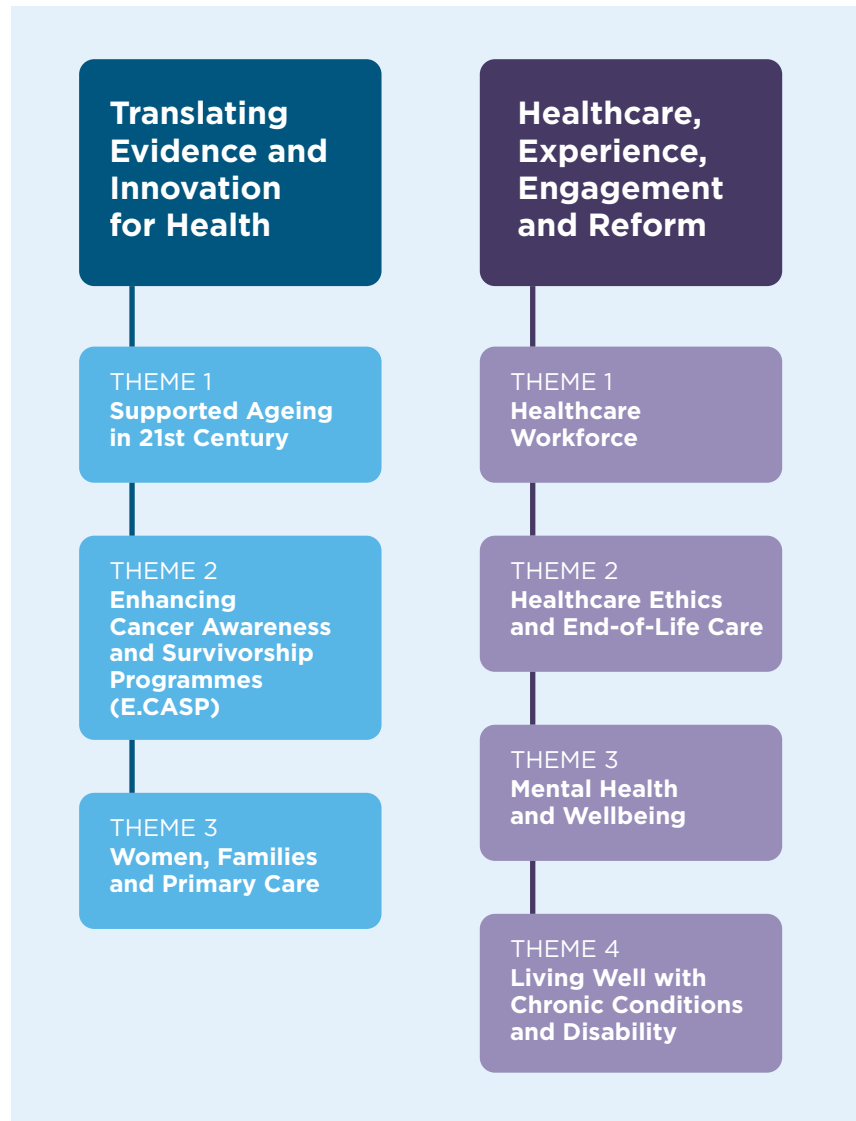 Translating
Evidence and
Innovation
for Health
THEME 1
Supported Ageing
in 21st Century
THEME 2
Enhancing
Cancer Awareness
and Survivorship
Programmes
(E.CASP)
THEME 3
Women, Families
and Primary Care
Healthcare,
Experience,
Engagement
and Reform
THEME 1
Healthcare
Workforce
THEME 2
Healthcare Ethics
and End-of-Life Care
THEME 3
Mental Health
and Wellbeing
THEME 4
Living Well with
Chronic Conditions
and Disability